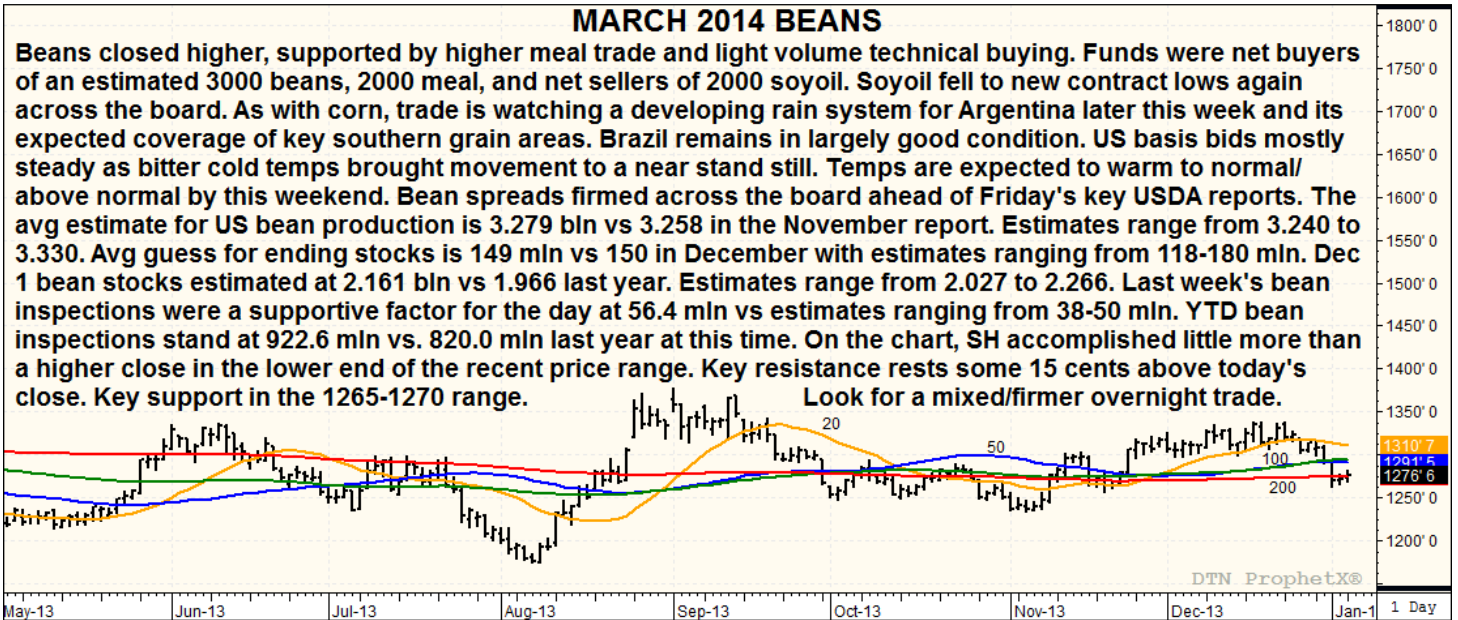 MARCH 2014 BEANS
Beans closed higher, supported by higher meal trade and light volume technical buying. Funds were net buyers
of an estimated 3000 beans, 2000 meal, and net sellers of 2000 soyoil. Soyoil fell to new contract lows again
across the board. As with corn, trade is watching a developing rain system for Argentina later this week and its
expected coverage of key southern grain areas. Brazil remains in largely good condition. US basis bids mostly
steady as bitter cold temps brought movement to a near stand still. Temps are expected to warm to normal/
above normal by this weekend. Bean spreads firmed across the board ahead of Friday's key USDA reports. The
avg estimate for US bean production is 3.279 bln vs 3.258 in the November report. Estimates range from 3.240 to
3.330. Avg guess for ending stocks is 149 mln vs 150 in December with estimates ranging from 118-180 mln. Dec
1 bean stocks estimated at 2.161 bln vs 1.966 last year. Estimates range from 2.027 to 2.266. Last week's bean
inspections were a supportive factor for the day at 56.4 mln vs estimates ranging from 38-50 mln. YTD bean
inspections stand at 922.6 mln vs. 820.0 mln last year at this time. On the chart, SH accomplished little more than
a higher close in the lower end of the recent price range. Key resistance rests some 15 cents above today's
close. Key support in the 1265-1270 range. Look for a mixed/firmer overnight trade.
1800' 0
1750' 0
1700' 0
1650' 0
1600' 0
1550' 0
1500' 0
1450' 0
1400' 0
1350' 0
1310' 7
1291' 5
1276' 6
1250' 0
1200' 0
20
50
100
200
DTN ProphetX®
May-13 Jun-13 Jul-13 Aug-13 Sep-13 Oct-13 Nov-13 Dec-13 Jan-1 1 Day